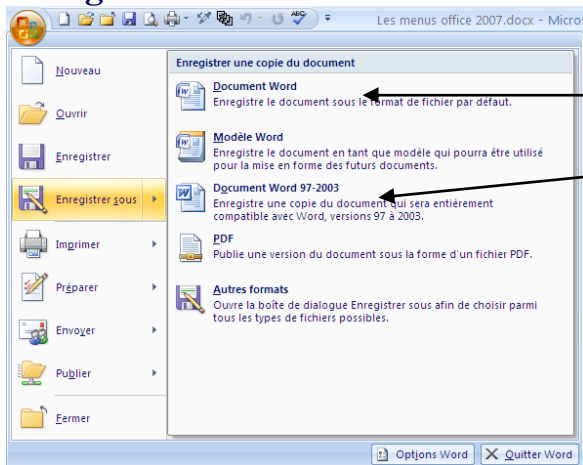 Les menus office 2007.docx - Micros
Nouveau
Ouvrir
Enregistrer
Enregistrer sous
Imprimer
Préparer
Envoyer
Publier
Fermer
Enregistrer une copie du document
Document Word
Enregistre le document sous le format de fichier par défaut.
Modèle Word
Enregistre le document en tant que modèle qui pourra être utilisé
pour la mise en forme des futurs documents.
Document Word 97-2003
Enregistre une copie du document qui sera entièrement
compatible avec Word, versions 97 à 2003.
PDF
Publie une version du document sous la forme d'un fichier PDF.
Autres formats
Ouvre la boîte de dialogue Enregistrer sous afin de choisir parmi
tous les types de fichiers possibles.
Options Word
Quitter Word